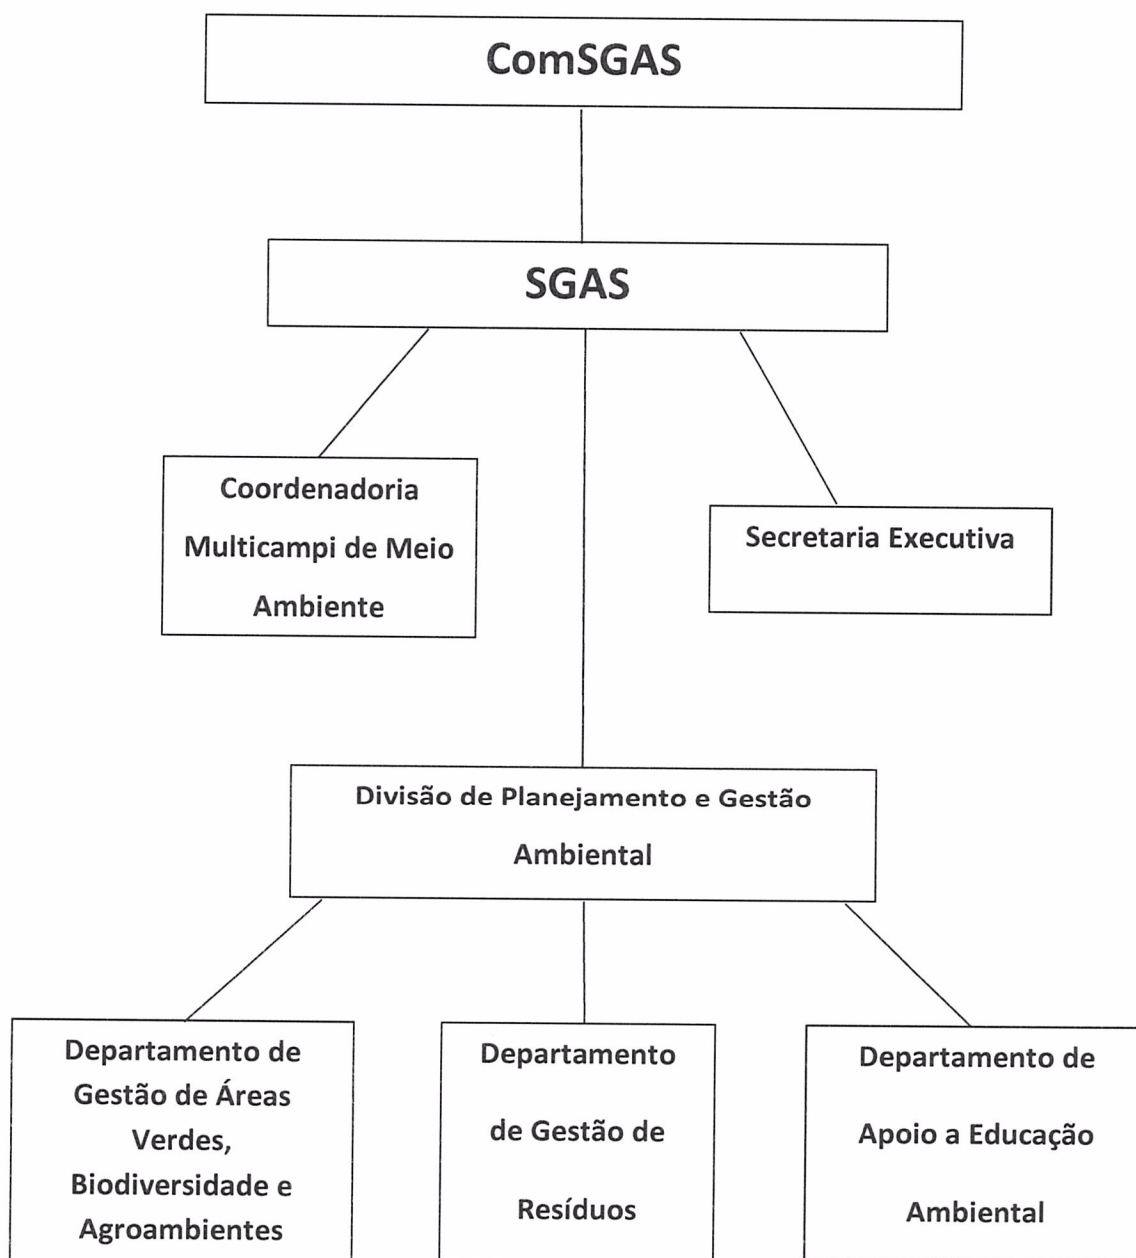 ComSGAS
SGAS
Coordenadoria
Multicampi de Meio
Ambiente
Secretaria Executiva
Divisão de Planejamento e Gestão
Ambiental
Departamento de
Gestão de Áreas
Verdes,
Biodiversidade e
Agroambientes
Departamento
de Gestão de
Resíduos
Departamento de
Apoio a Educação
Ambiental